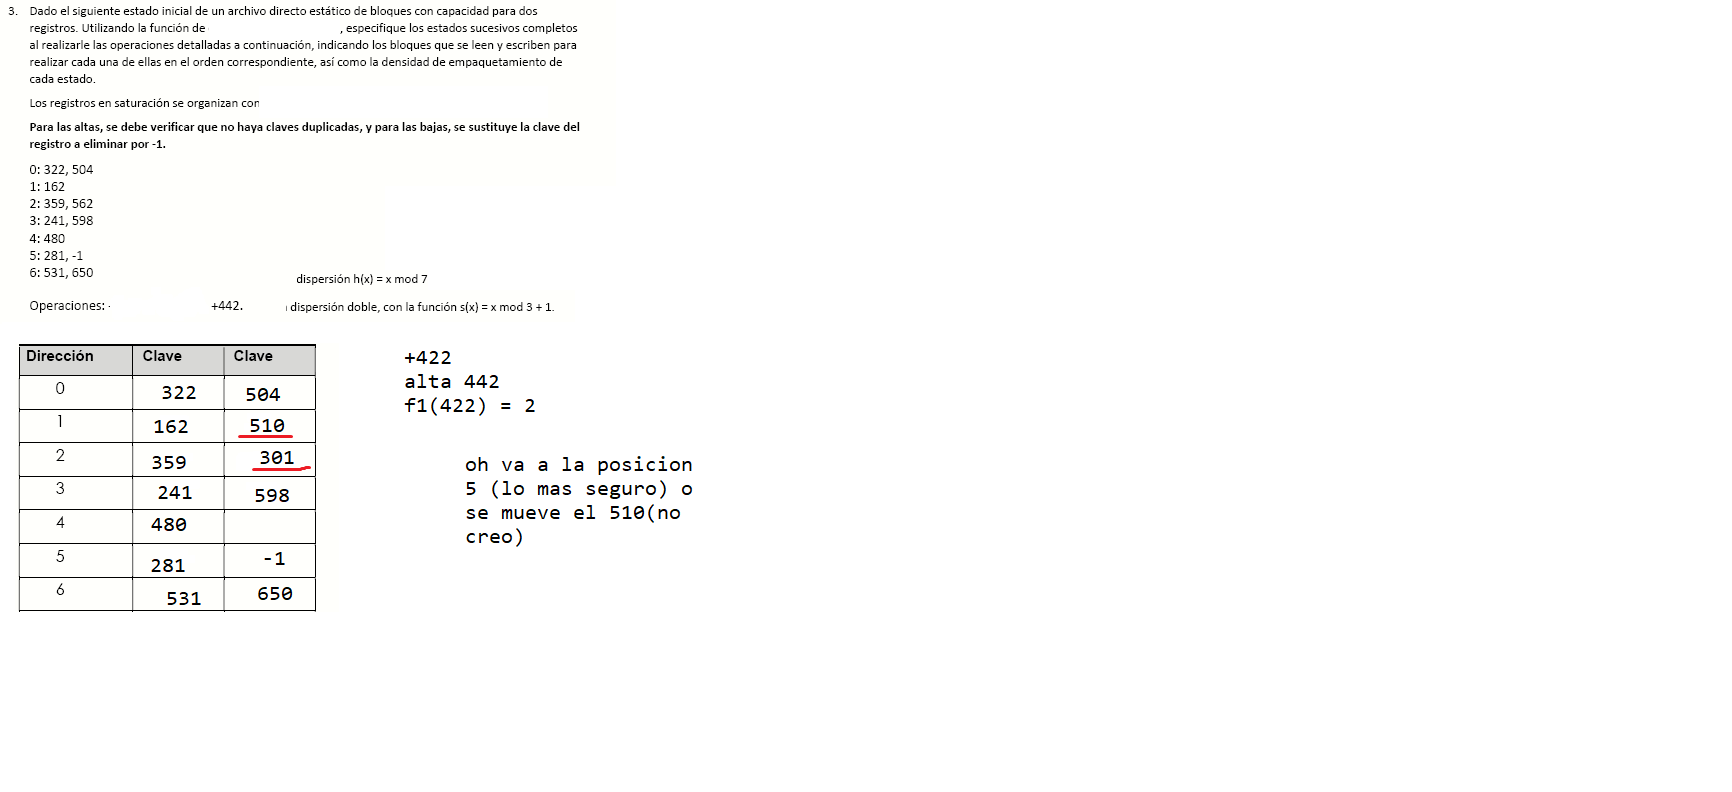 3. Dado el siguiente estado inicial de un archivo directo estático de bloques con capacidad para dos
registros. Utilizando la función de , especifique los estados sucesivos completos
al realizarle las operaciones detalladas a continuación, indicando los bloques que se leen y escriben para
realizar cada una de ellas en el orden correspondiente, así como la densidad de empaquetamiento de
cada estado.
Los registros en saturación se organizan con
Para las altas, se debe verificar que no haya claves duplicadas, y para las bajas, se sustituye la clave del
registro a eliminar por -1.
0: 322, 504
1: 162
2: 359, 562
3: 241, 598
4: 480
5: 281, -1
6: 531, 650
dispersión h(x) = x mod 7
Operaciones: +442. dispersión doble, con la función s(x) = x mod 3 + 1.
Dirección Clave Clave
0 322 504
1 162 510
2 359 301
3 241 598
4 480
5 281 -1
6 531 650
+422
alta 442
f1(422) = 2
oh va a la posicion
5 (lo mas seguro) o
se mueve el 510(no
creo)